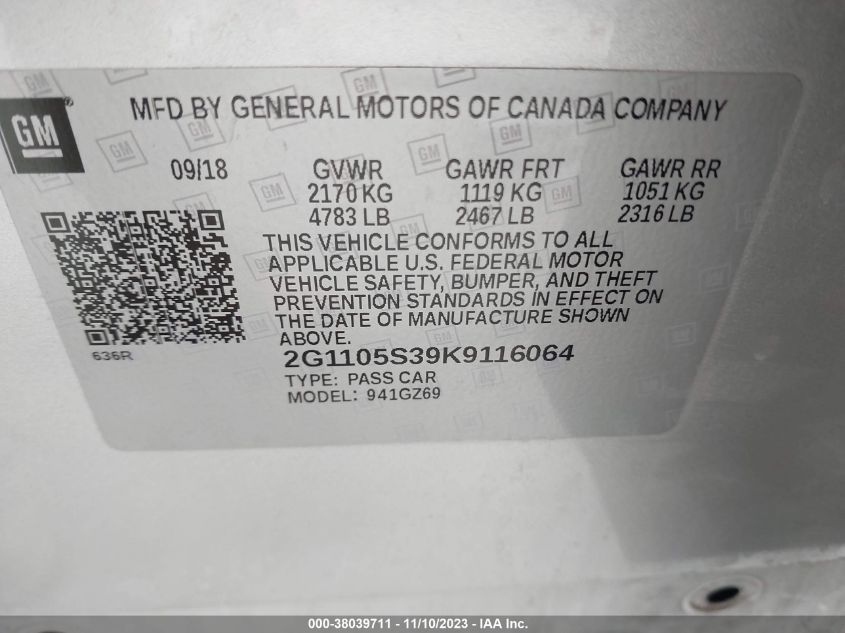 GM
MFD BY GENERAL MOTORS OF CANADA COMPANY
09/18 GVWR GAWR FRT GAWR RR
2170 KG 1119 KG 1051 KG
4783 LB 2467 LB 2316 LB
THIS VEHICLE CONFORMS TO ALL
APPLICABLE U.S. FEDERAL MOTOR
VEHICLE SAFETY, BUMPER, AND THEFT
PREVENTION STANDARDS IN EFFECT ON
THE DATE OF MANUFACTURE SHOWN
ABOVE.
636R
2G1105S39K9116064
TYPE: PASS CAR
MODEL: 941GZ69
000-38039711 - 11/10/2023 - IAA Inc.